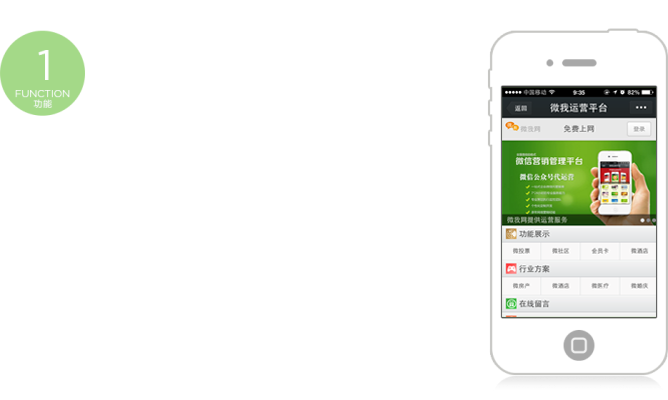 1
FUNCTION
功能
中国移动
9:35
82%
返回
微我运营平台
免费上网
登录
微信营销管理平台
微信公众号代运营
微我网提供运营服务
功能展示
微投票
微社区
会员卡
微酒店
行业方案
微房产
微酒店
微医疗
微婚庆
在线留言